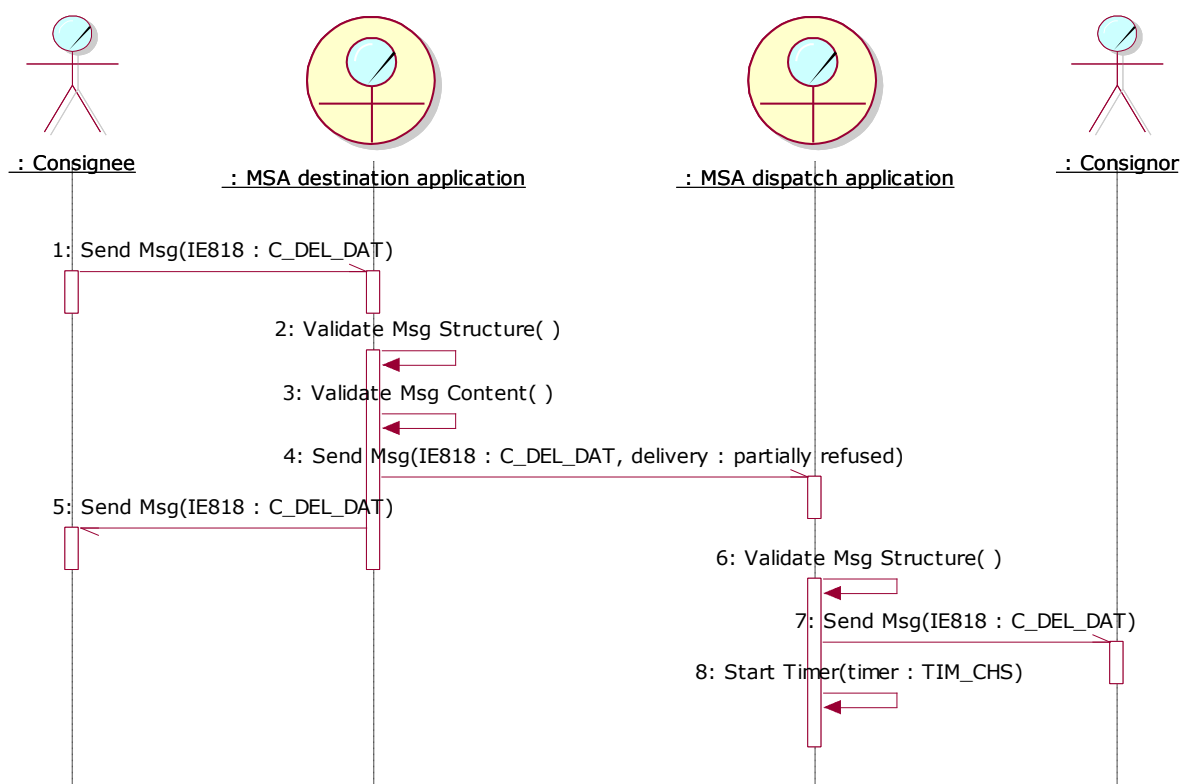 : Consignee
: MSA destination application
: MSA dispatch application
: Consignor
1: Send Msg(IE818 : C_DEL_DAT)
2: Validate Msg Structure( )
3: Validate Msg Content( )
4: Send Msg(IE818 : C_DEL_DAT, delivery : partially refused)
5: Send Msg(IE818 : C_DEL_DAT)
6: Validate Msg Structure( )
7: Send Msg(IE818 : C_DEL_DAT)
8: Start Timer(timer : TIM_CHS)